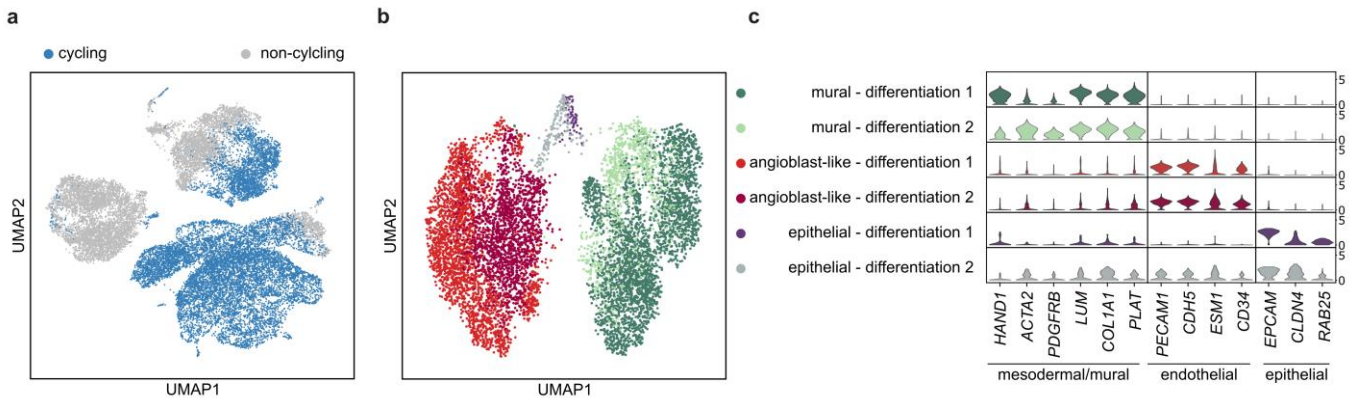 a
cycling
non-cylcling
UMAP2
UMAP1
b
UMAP2
UMAP1
c
mural - differentiation 1
mural - differentiation 2
angioblast-like - differentiation 1
angioblast-like - differentiation 2
epithelial - differentiation 1
epithelial - differentiation 2
5
0
5
0
5
0
5
0
5
0
5
0
HAND1
ACTA2
PDGFRB
LUM
COL1A1
PLAT
PECAM1
CDH5
ESM1
CD34
EPCAM
CLDN4
RAB25
mesodermal/mural
endothelial
epithelial